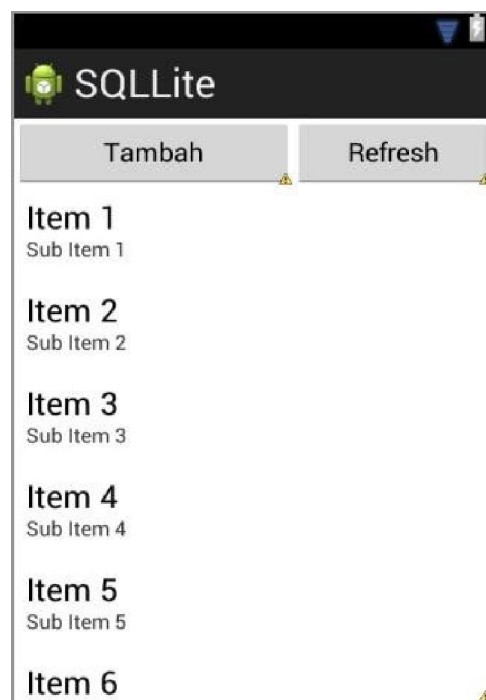 SQLLite
Tambah Refresh
Item 1
Sub Item 1
Item 2
Sub Item 2
Item 3
Sub Item 3
Item 4
Sub Item 4
Item 5
Sub Item 5
Item 6